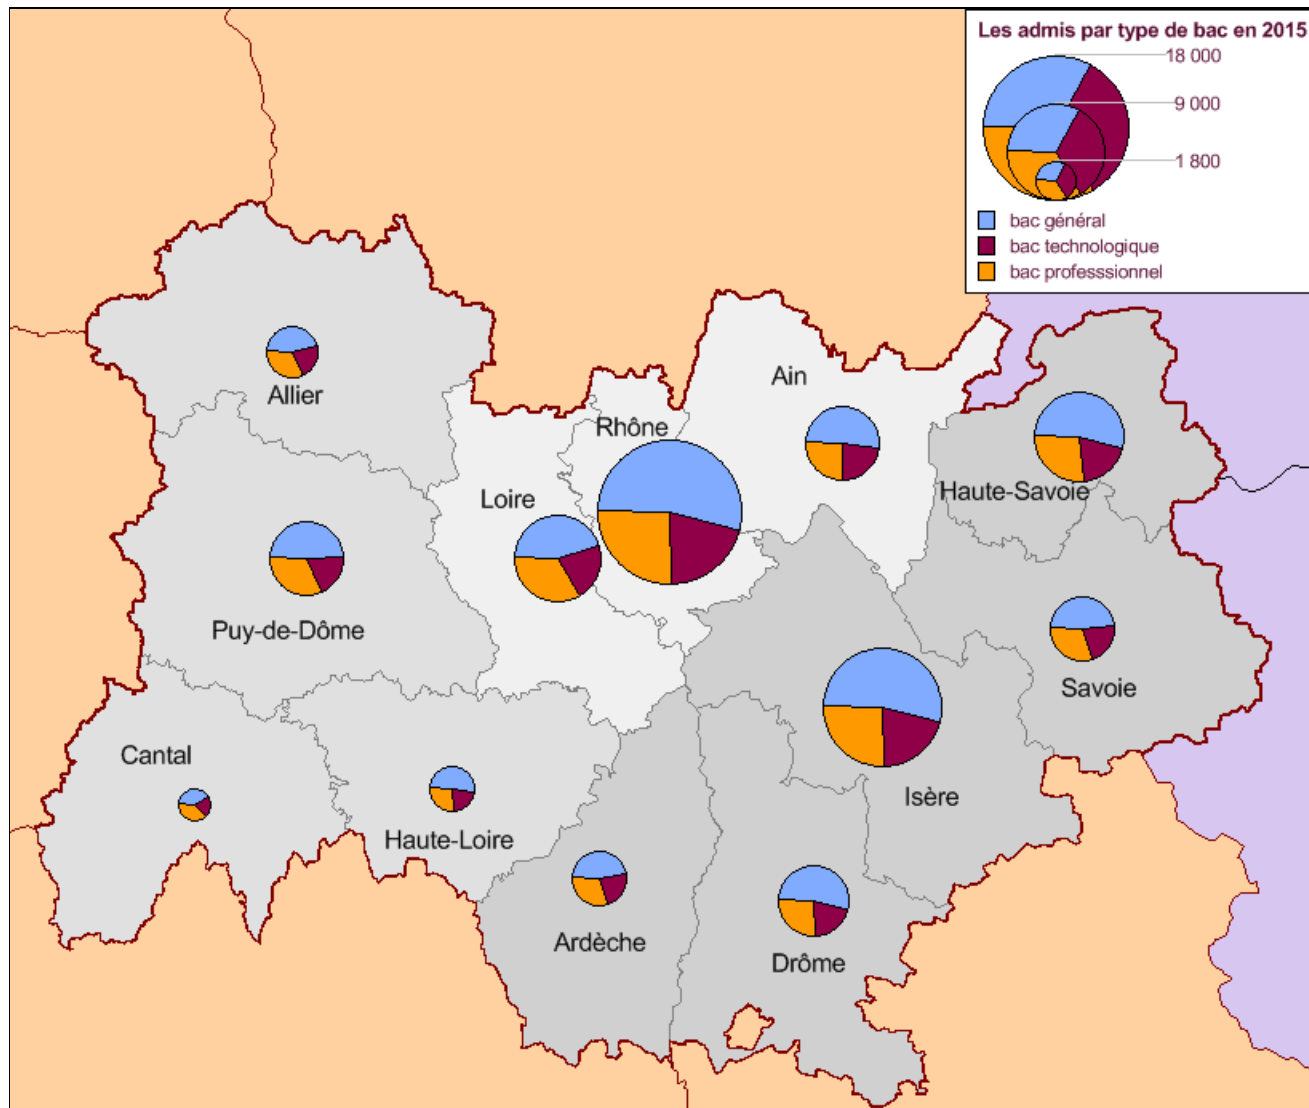 Les admis par type de bac en 2015
18 000
9 000
1 800
bac général
bac technologique
bac professsionnel
Allier
Ain
Rhône
Loire
Haute-Savoie
Puy-de-Dôme
Savoie
Cantal
Isère
Haute-Loire
Ardèche
Drôme